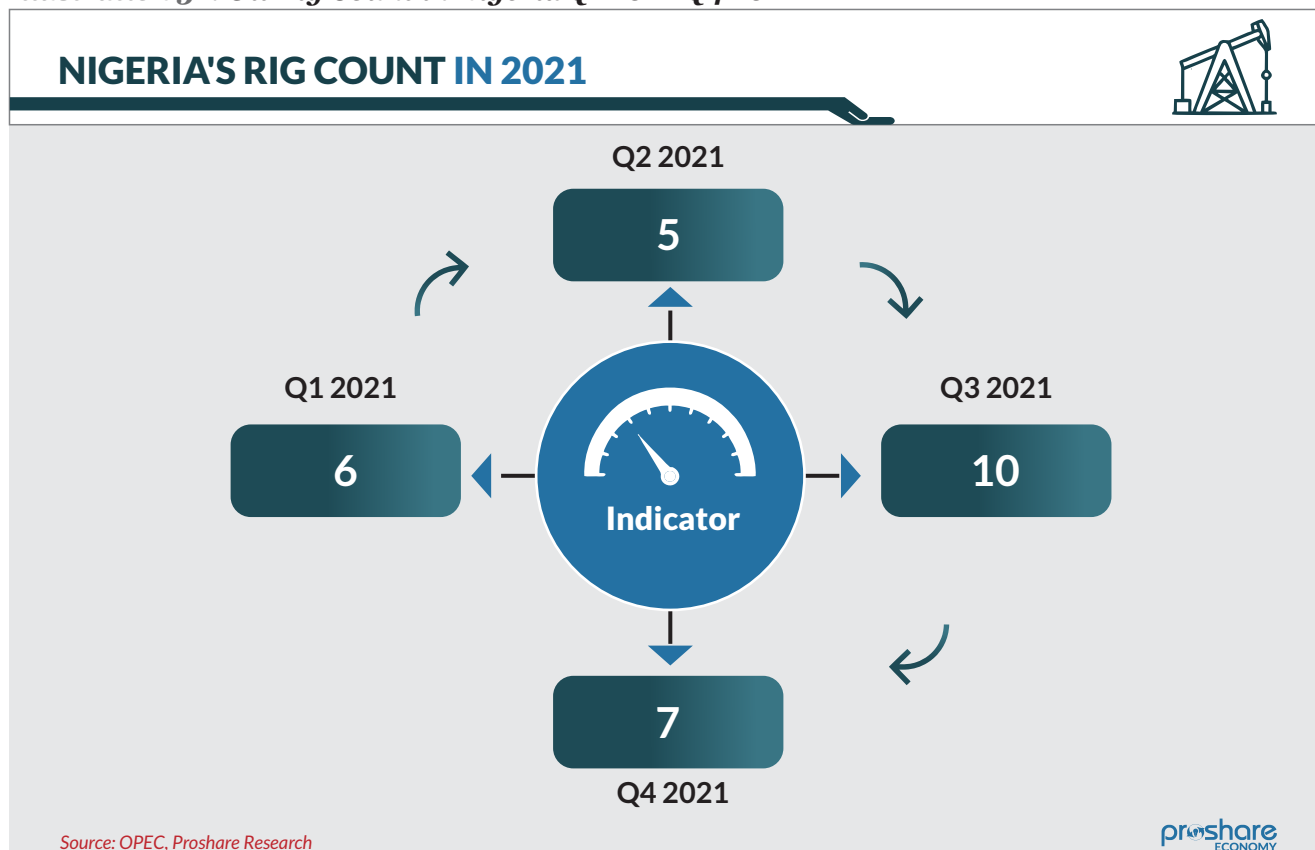 NIGERIA'S RIG COUNT IN 2021
Q2 2021
5
Q1 2021
6
Q3 2021
10
Indicator
7
Q4 2021
Source: OPEC, Proshare Research
proshare
ECONOMY